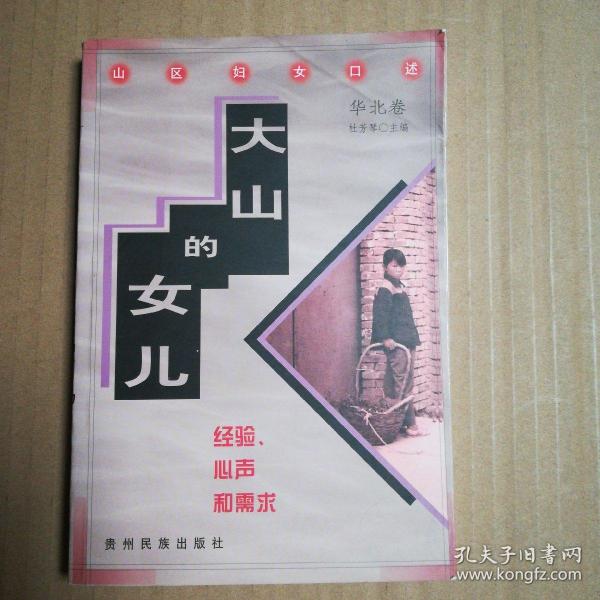 山区妇女口述
华北卷
杜芳琴○主编
大山
的
女儿
经验、
心声
和需求
贵州民族出版社
孔夫子旧书网
www.kongfz.com